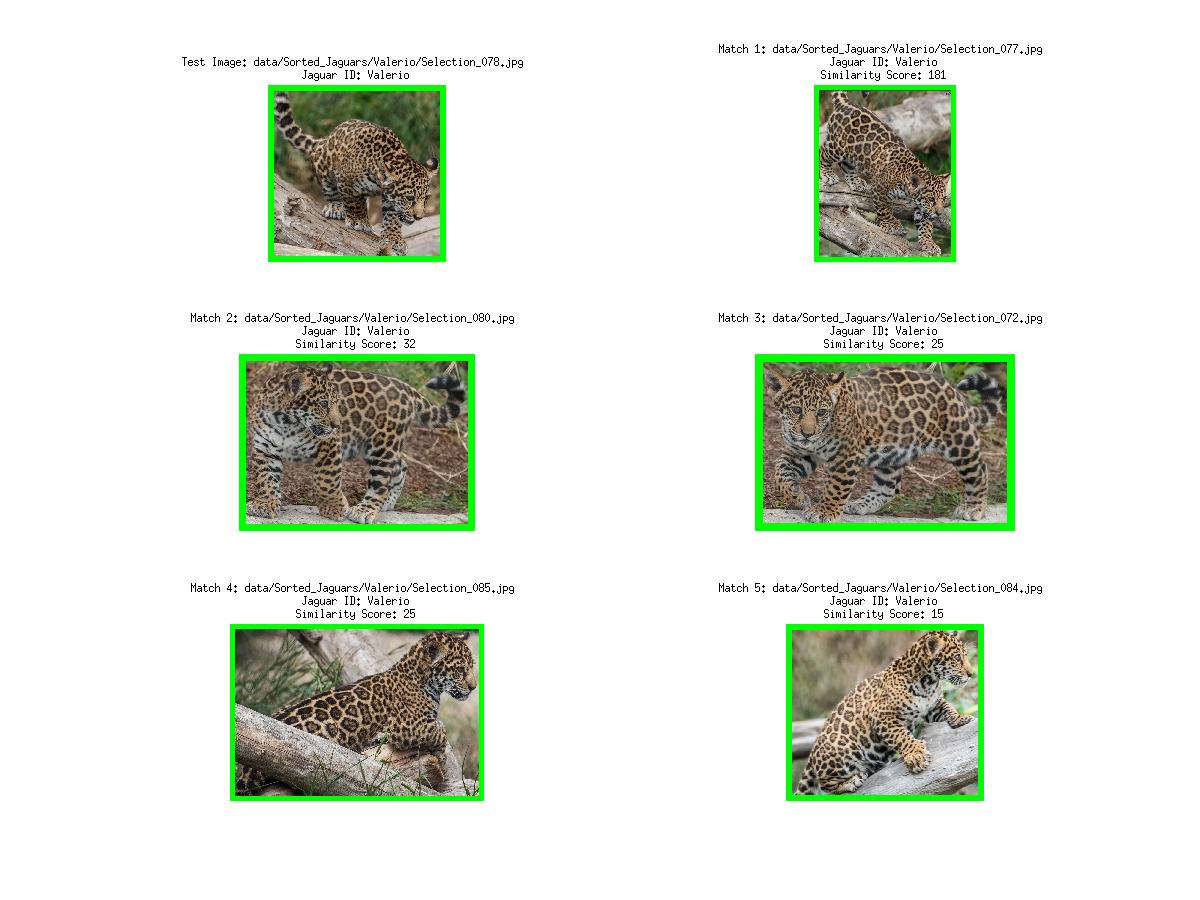 Test Image: data/Sorted_Jaguars/Valerio/Selection_078.jpg
Jaguar ID: Valerio
Match 1: data/Sorted_Jaguars/Valerio/Selection_077.jpg
Jaguar ID: Valerio
Similarity Score: 181
Match 2: data/Sorted_Jaguars/Valerio/Selection_080.jpg
Jaguar ID: Valerio
Similarity Score: 32
Match 3: data/Sorted_Jaguars/Valerio/Selection_072.jpg
Jaguar ID: Valerio
Similarity Score: 25
Match 4: data/Sorted_Jaguars/Valerio/Selection_085.jpg
Jaguar ID: Valerio
Similarity Score: 25
Match 5: data/Sorted_Jaguars/Valerio/Selection_084.jpg
Jaguar ID: Valerio
Similarity Score: 15